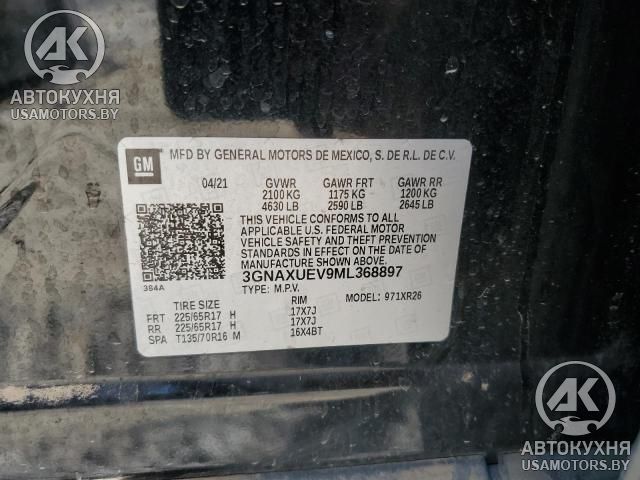 АК
АВТОКУХНЯ
USAMOTORS.BY
GM
MFD BY GENERAL MOTORS DE MEXICO, S. DE R.L. DE C.V.
04/21 GVWR GAWR FRT GAWR RR
2100 KG 1175 KG 1200 KG
4630 LB 2590 LB 2645 LB
THIS VEHICLE CONFORMS TO ALL
APPLICABLE U.S. FEDERAL MOTOR
VEHICLE SAFETY AND THEFT PREVENTION
STANDARDS IN EFFECT ON THE DATE
OF MANUFACTURE SHOWN ABOVE.
384A
3GNAXUEV9ML368897
TYPE: M.P.V. MODEL: 971XR26
TIRE SIZE RIM
FRT 225/65R17 H 17X7J
RR 225/65R17 H 17X7J
SPA T135/70R16 M 16X4BT
АК
АВТОКУХНЯ
USAMOTORS.BY